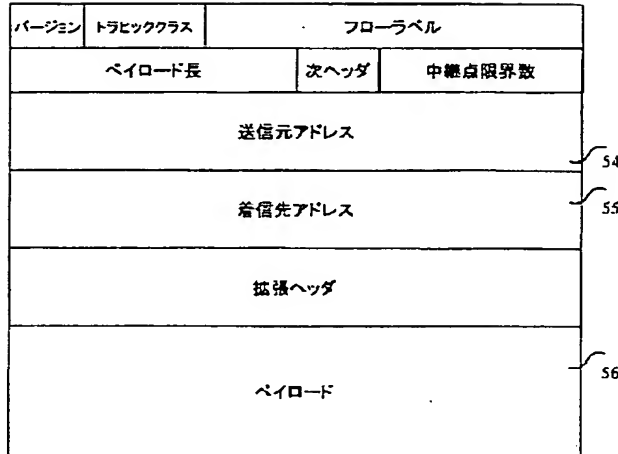 バージョン トラヒッククラス フローラベル
ペイロード長 次ヘッダ 中継点限界数
送信元アドレス
54
着信先アドレス
55
拡張ヘッダ
ペイロード
56